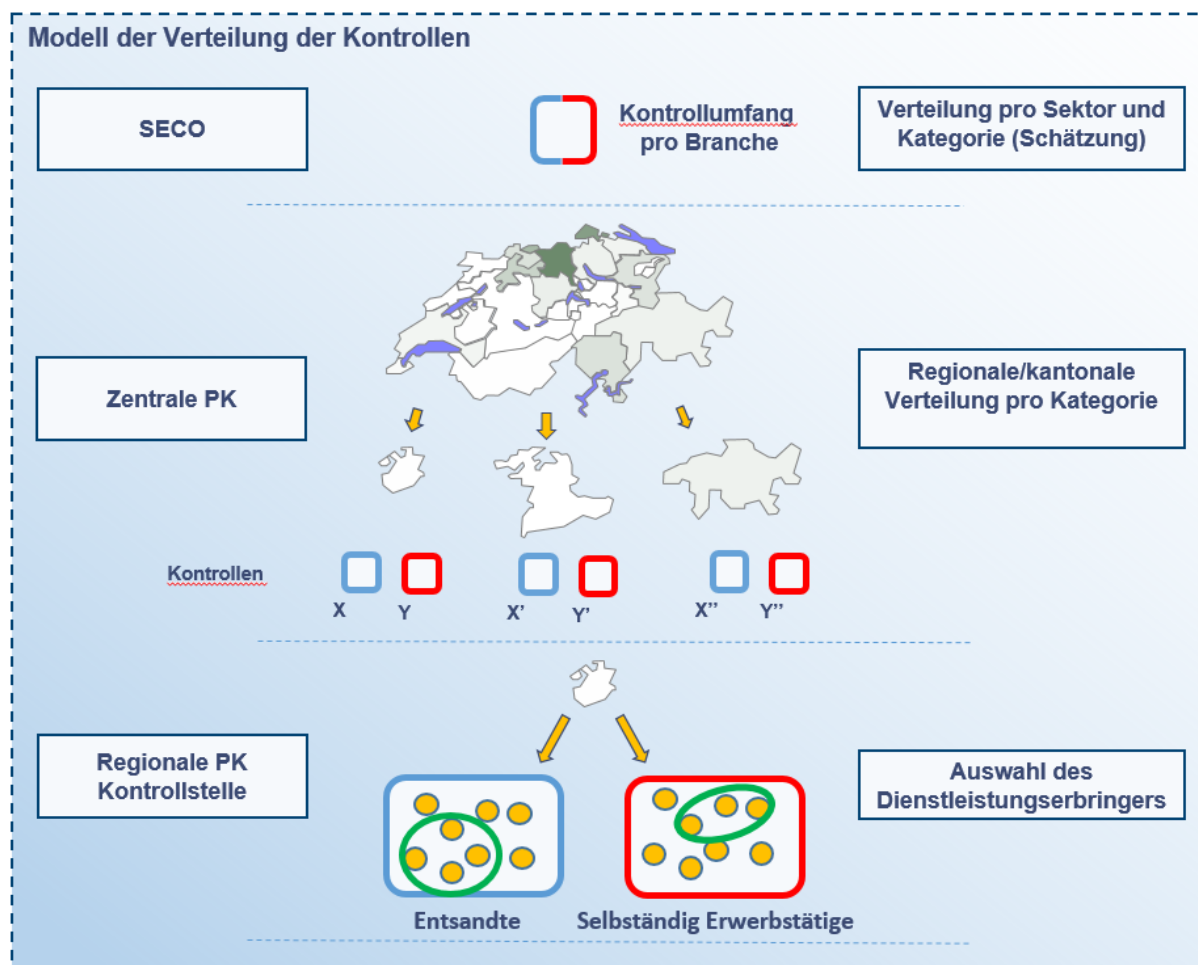 Modell der Verteilung der Kontrollen
SECO
Kontrollumfang
pro Branche
Verteilung pro Sektor und
Kategorie (Schätzung)
Zentrale PK
Regionale/kantonale
Verteilung pro Kategorie
Kontrollen
X Y X’ Y’ X’’ Y’’
Regionale PK
Kontrollstelle
Auswahl des
Dienstleistungserbringers
Entsandte
Selbständig Erwerbstätige